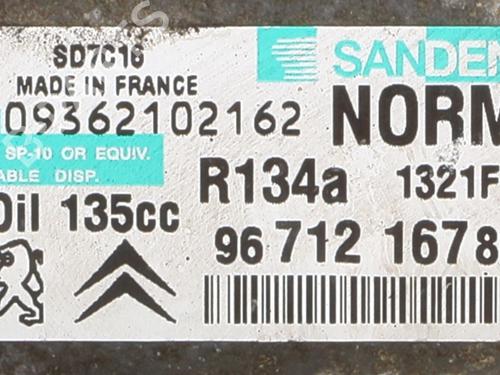 SD7C16
MADE IN FRANCE
SANDEN
09362102162
NORM
SP-10 OR EQUIV.
ABLE DISP.
R134a
1321F
Oil 135cc
96 712 1678